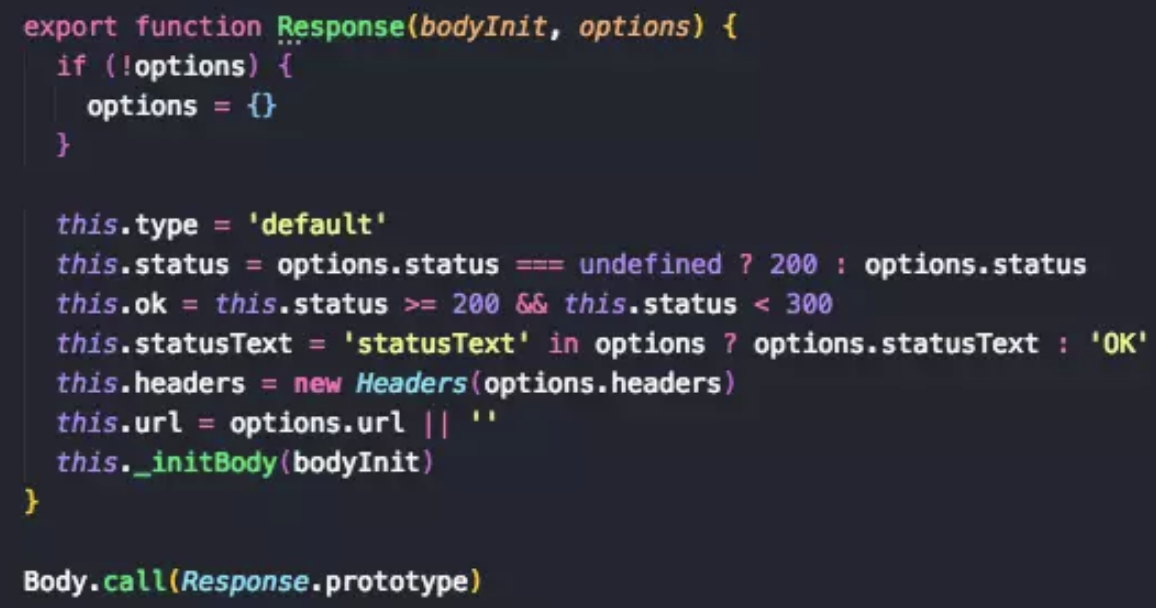 export function Response(bodyInit, options) {
  if (!options) {
    options = {}
  }

  this.type = 'default'
  this.status = options.status === undefined ? 200 : options.status
  this.ok = this.status >= 200 && this.status < 300
  this.statusText = 'statusText' in options ? options.statusText : 'OK'
  this.headers = new Headers(options.headers)
  this.url = options.url || ''
  this._initBody(bodyInit)
}

Body.call(Response.prototype)